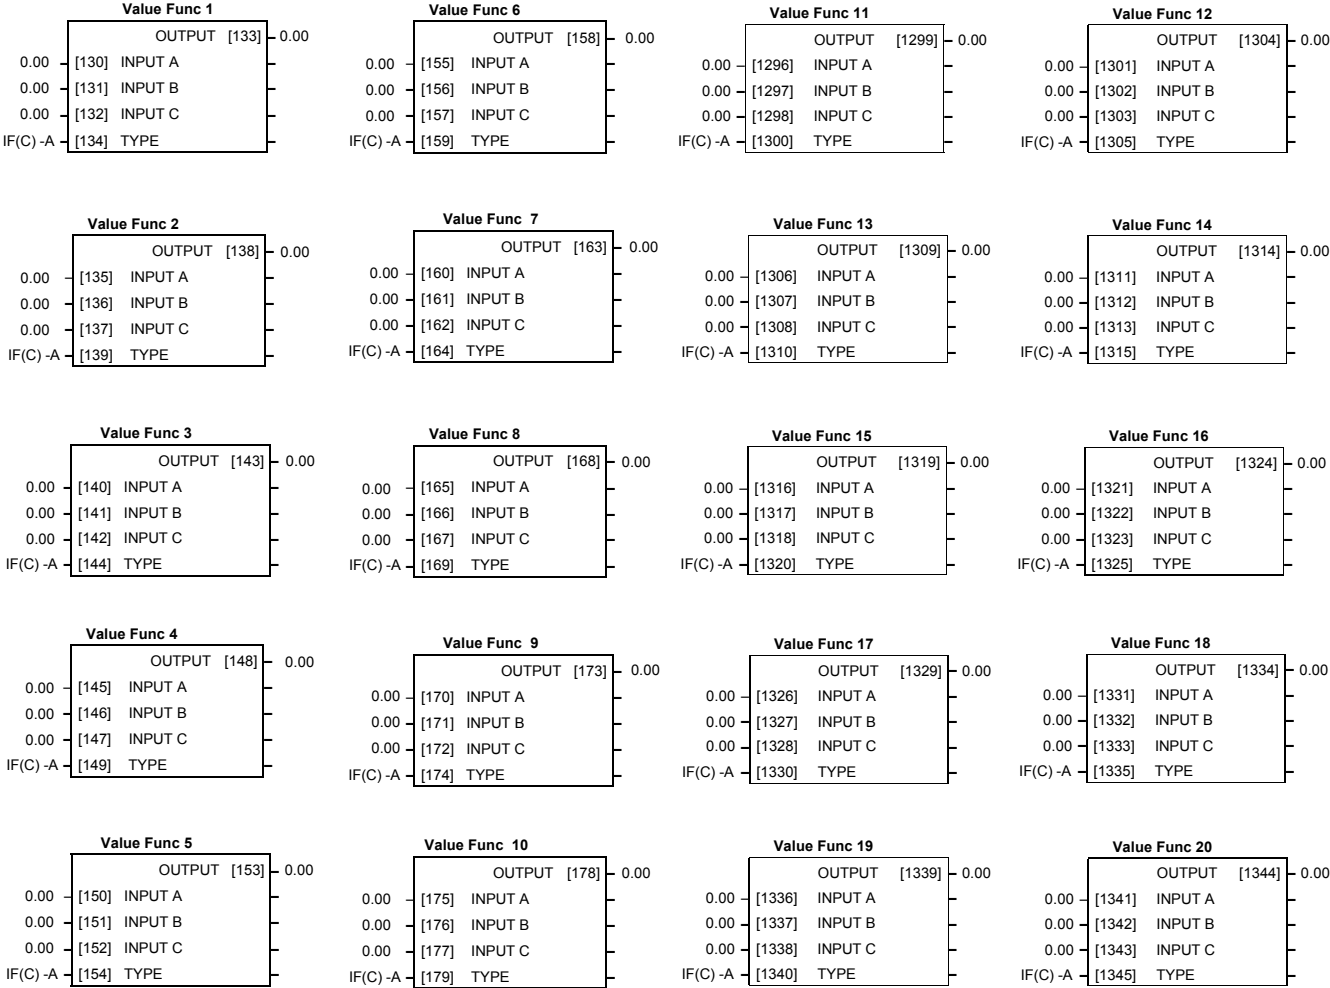 Value Func 1
OUTPUT [133] 0.00
0.00 [130] INPUT A
0.00 [131] INPUT B
0.00 [132] INPUT C
IF(C) -A [134] TYPE
Value Func 6
OUTPUT [158] 0.00
0.00 [155] INPUT A
0.00 [156] INPUT B
0.00 [157] INPUT C
IF(C) -A [159] TYPE
Value Func 11
OUTPUT [1299] 0.00
0.00 [1296] INPUT A
0.00 [1297] INPUT B
0.00 [1298] INPUT C
IF(C) -A [1300] TYPE
Value Func 12
OUTPUT [1304] 0.00
0.00 [1301] INPUT A
0.00 [1302] INPUT B
0.00 [1303] INPUT C
IF(C) -A [1305] TYPE
Value Func 2
OUTPUT [138] 0.00
0.00 [135] INPUT A
0.00 [136] INPUT B
0.00 [137] INPUT C
IF(C) -A [139] TYPE
Value Func 7
OUTPUT [163] 0.00
0.00 [160] INPUT A
0.00 [161] INPUT B
0.00 [162] INPUT C
IF(C) -A [164] TYPE
Value Func 13
OUTPUT [1309] 0.00
0.00 [1306] INPUT A
0.00 [1307] INPUT B
0.00 [1308] INPUT C
IF(C) -A [1310] TYPE
Value Func 14
OUTPUT [1314] 0.00
0.00 [1311] INPUT A
0.00 [1312] INPUT B
0.00 [1313] INPUT C
IF(C) -A [1315] TYPE
Value Func 3
OUTPUT [143] 0.00
0.00 [140] INPUT A
0.00 [141] INPUT B
0.00 [142] INPUT C
IF(C) -A [144] TYPE
Value Func 8
OUTPUT [168] 0.00
0.00 [165] INPUT A
0.00 [166] INPUT B
0.00 [167] INPUT C
IF(C) -A [169] TYPE
Value Func 15
OUTPUT [1319] 0.00
0.00 [1316] INPUT A
0.00 [1317] INPUT B
0.00 [1318] INPUT C
IF(C) -A [1320] TYPE
Value Func 16
OUTPUT [1324] 0.00
0.00 [1321] INPUT A
0.00 [1322] INPUT B
0.00 [1323] INPUT C
IF(C) -A [1325] TYPE
Value Func 4
OUTPUT [148] 0.00
0.00 [145] INPUT A
0.00 [146] INPUT B
0.00 [147] INPUT C
IF(C) -A [149] TYPE
Value Func 9
OUTPUT [173] 0.00
0.00 [170] INPUT A
0.00 [171] INPUT B
0.00 [172] INPUT C
IF(C) -A [174] TYPE
Value Func 17
OUTPUT [1329] 0.00
0.00 [1326] INPUT A
0.00 [1327] INPUT B
0.00 [1328] INPUT C
IF(C) -A [1330] TYPE
Value Func 18
OUTPUT [1334] 0.00
0.00 [1331] INPUT A
0.00 [1332] INPUT B
0.00 [1333] INPUT C
IF(C) -A [1335] TYPE
Value Func 5
OUTPUT [153] 0.00
0.00 [150] INPUT A
0.00 [151] INPUT B
0.00 [152] INPUT C
IF(C) -A [154] TYPE
Value Func 10
OUTPUT [178] 0.00
0.00 [175] INPUT A
0.00 [176] INPUT B
0.00 [177] INPUT C
IF(C) -A [179] TYPE
Value Func 19
OUTPUT [1339] 0.00
0.00 [1336] INPUT A
0.00 [1337] INPUT B
0.00 [1338] INPUT C
IF(C) -A [1340] TYPE
Value Func 20
OUTPUT [1344] 0.00
0.00 [1341] INPUT A
0.00 [1342] INPUT B
0.00 [1343] INPUT C
IF(C) -A [1345] TYPE